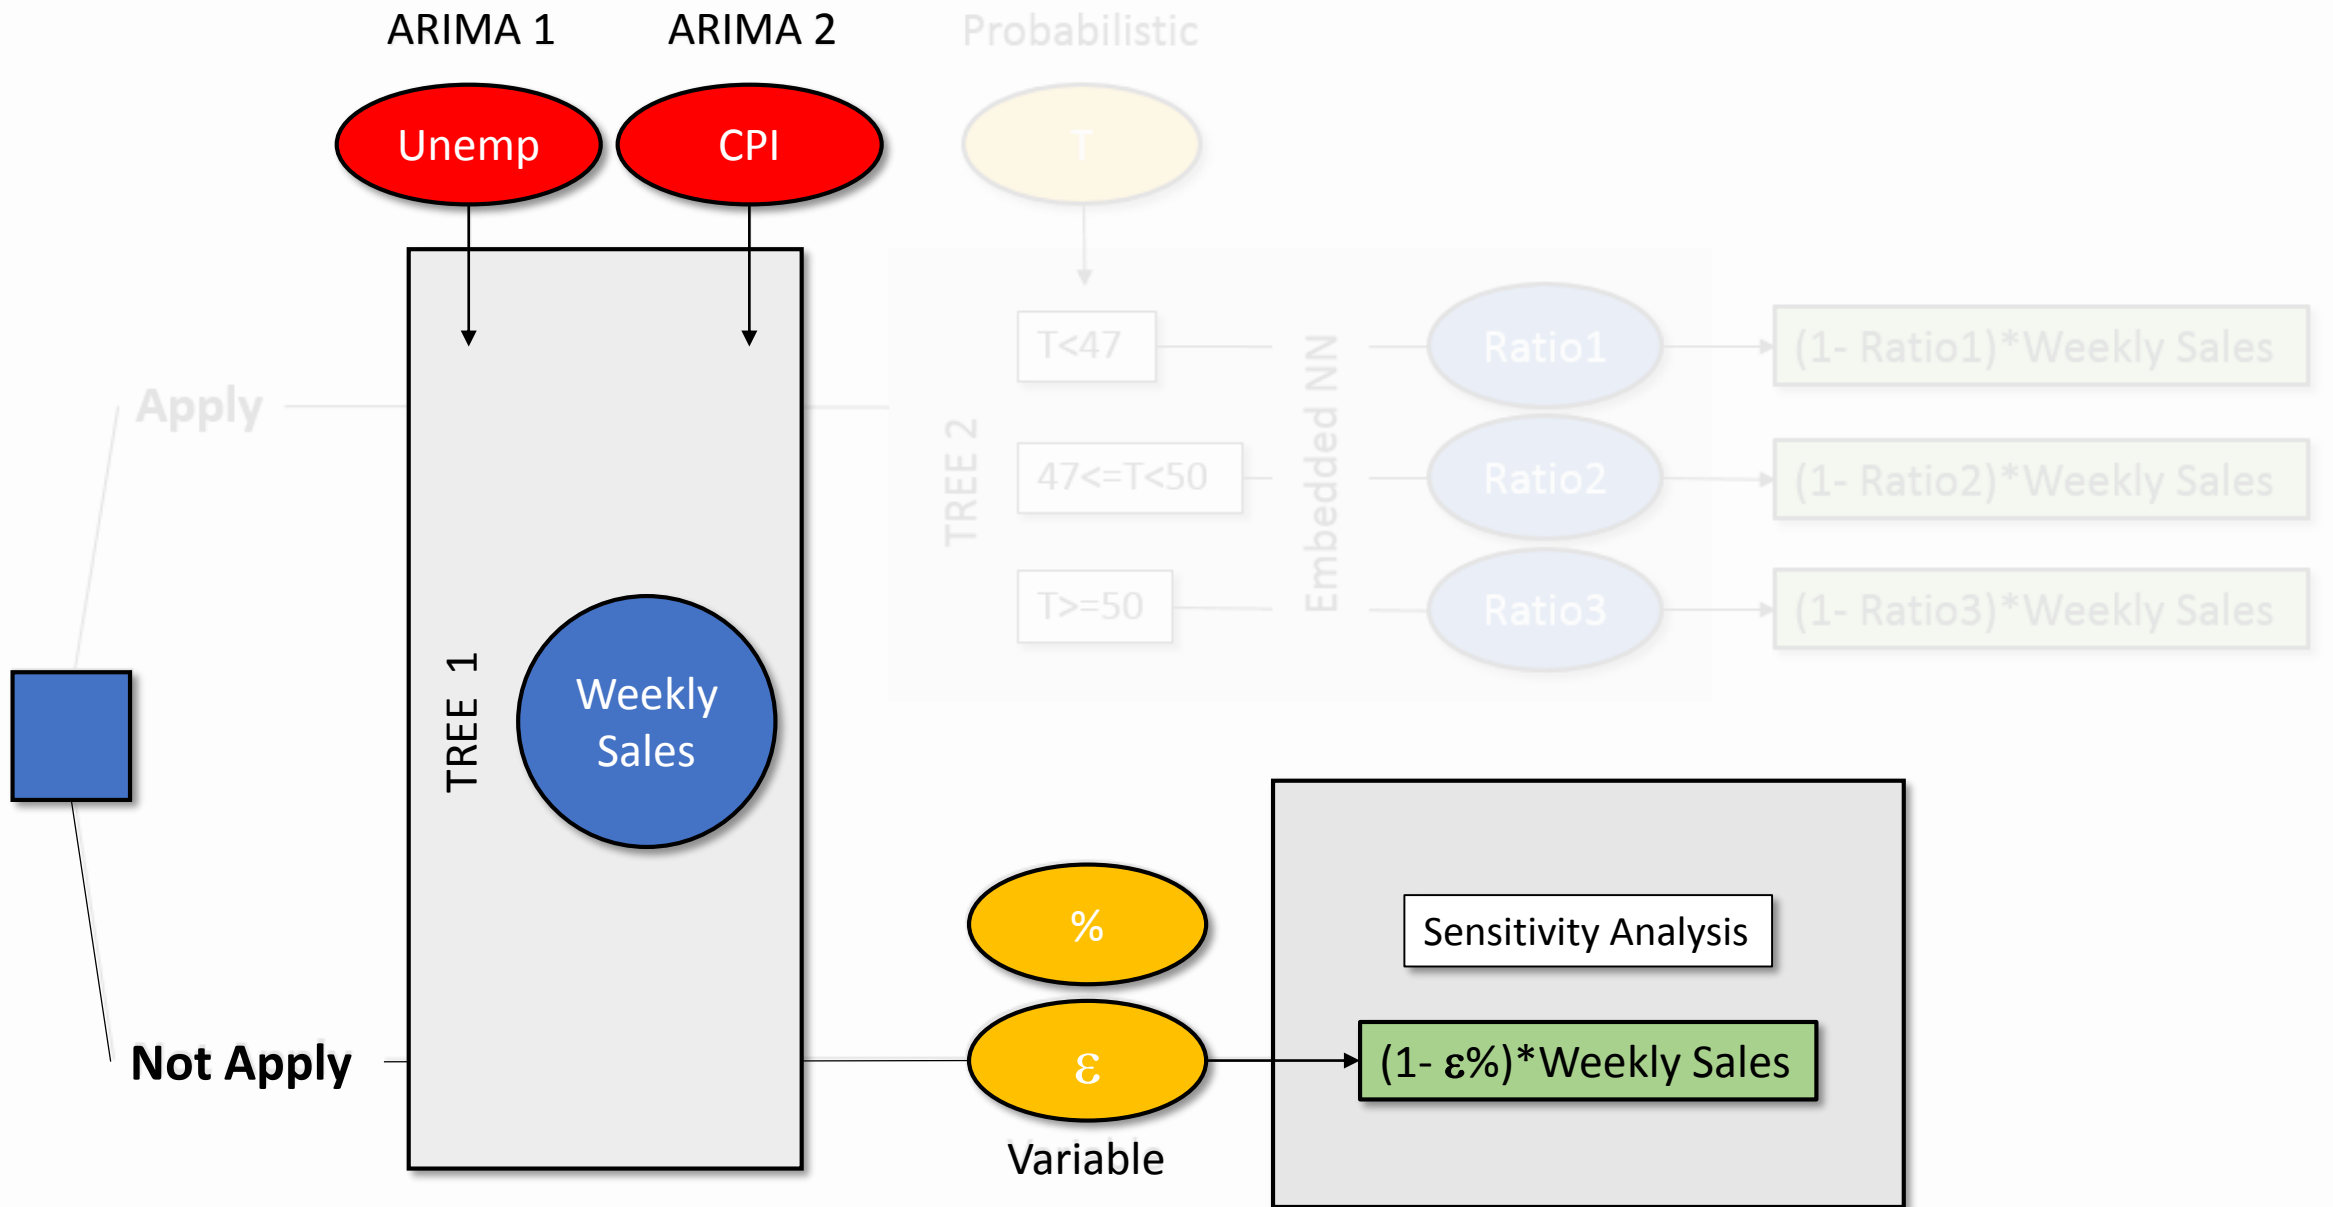 ARIMA 1
ARIMA 2
Probabilistic
Unemp
CPI
T
Apply
TREE 1
Weekly
Sales
TREE 2
T<47
47<=T<50
T>=50
Embedded NN
Ratio1
Ratio2
Ratio3
(1- Ratio1)*Weekly Sales
(1- Ratio2)*Weekly Sales
(1- Ratio3)*Weekly Sales
Not Apply
%
ε
Variable
Sensitivity Analysis
(1- ε%)*Weekly Sales